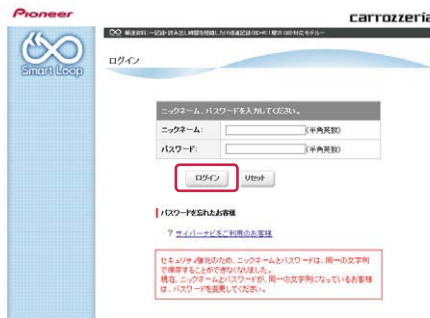 Pioneer
carrozzeria
Smart Loop
ログイン
ニックネーム、パスワードを入力してください。
ニックネーム: (半角英数)
パスワード: (半角英数)
ログイン リセット
パスワードを忘れたお客様
? サイバーナビをご利用のお客様
セキュリティ強化のため、ニックネームとパスワードは、同一の文字列
で保存することができなくなりました。
現在、ニックネームとパスワードが、同一の文字列になっているお客様
は、パスワードを変更してください。